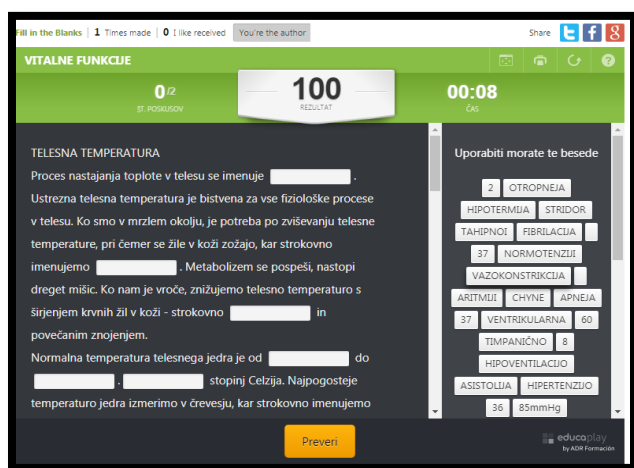 Fill in the Blanks | 1 Times made | 0 I like received You're the author Share
VITALNE FUNKCIJE
0/2 100 00:08
ŠT. POSKUSOV REZULTAT ČAS
TELESNA TEMPERATURA
Proces nastajanja toplote v telesu se imenuje .
Ustrezna telesna temperatura je bistvena za vse fiziološke procese
v telesu. Ko smo v mrzlem okolju, je potreba po zviševanju telesne
temperature, pri čemer se žile v koži zožajo, kar strokovno
imenujemo . Metabolizem se pospeši, nastopi
dreget mišic. Ko nam je vroče, znižujemo telesno temperaturo s
širjenjem krvnih žil v koži - strokovno in
povečanim znojenjem.
Normalna temperatura telesnega jedra je od do
. stopinj Celzija. Najpogosteje
temperaturo jedra izmerimo v črevesju, kar strokovno imenujemo
Uporabiti morate te besede
2 OTROPNEJA
HIPOTERMIJA STRIDOR
TAHIPNOI FIBRILACIJA
37 NORMOTENZIJI
VAZOKONSTRIKCIJA
ARITMIJI CHYNE APNEJA
37 VENTRIKULARNA 60
TIMPANIČNO 8
HIPOVENTILACIJO
ASISTOLIJA HIPERTENZIJO
36 85mmHg
Preveri
educaplay
by ADR Formación